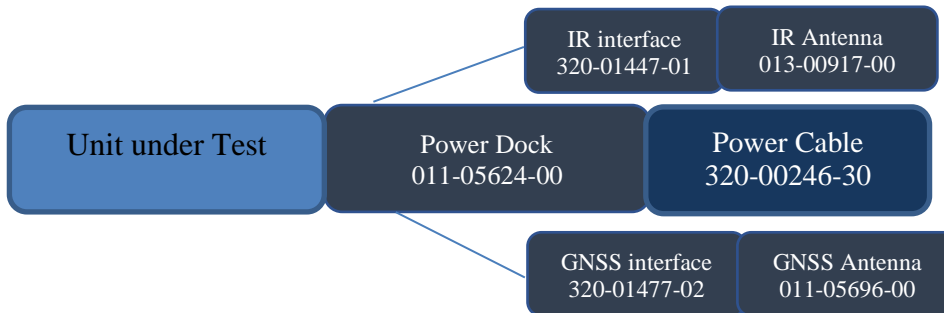 IR interface
320-01447-01
IR Antenna
013-00917-00
Unit under Test
Power Dock
011-05624-00
Power Cable
320-00246-30
GNSS interface
320-01477-02
GNSS Antenna
011-05696-00